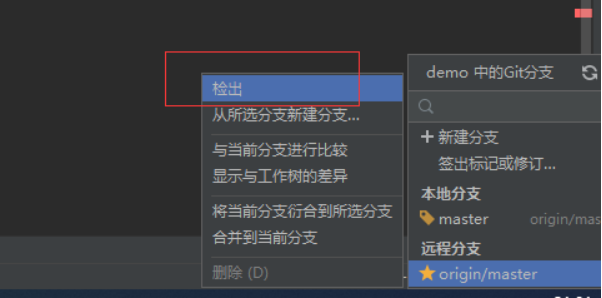 检出
从所选分支新建分支...
与当前分支进行比较
显示与工作树的差异
将当前分支衍合到所选分支
合并到当前分支
删除 (D)
demo 中的Git分支
新建分支
签出标记或修订...
本地分支
master origin/mas
远程分支
origin/master